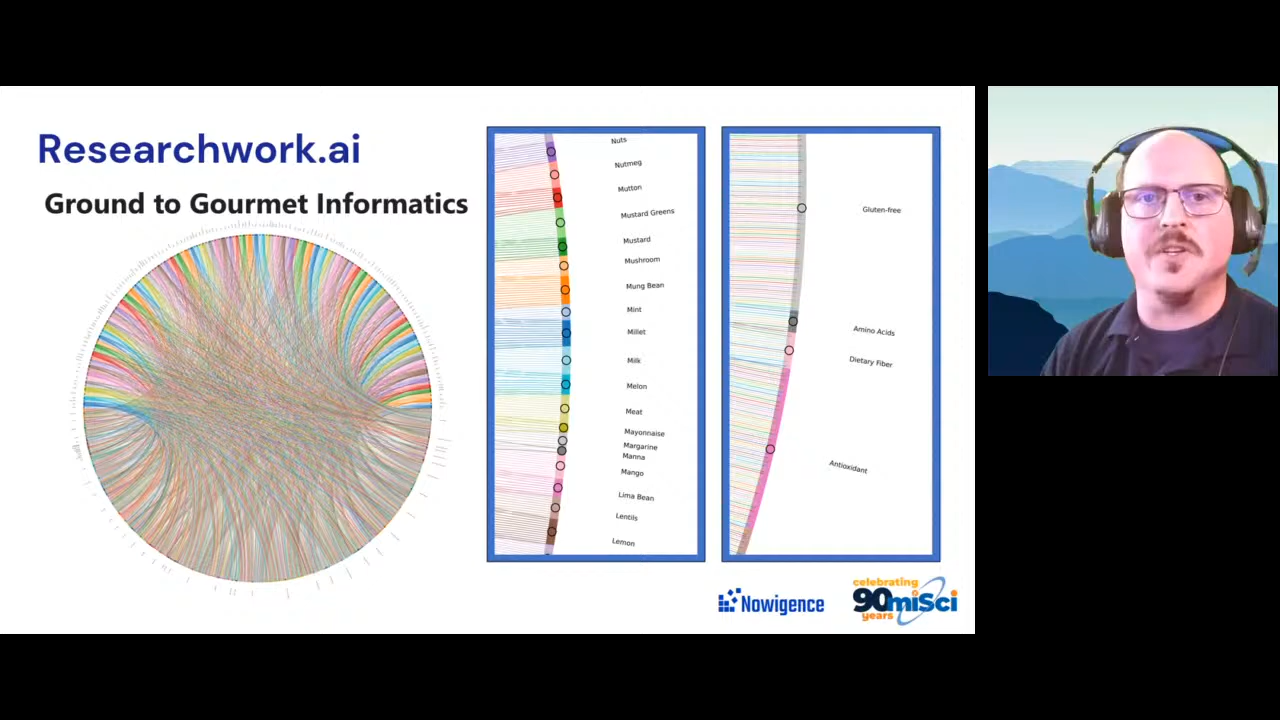 Researchwork.ai
Ground to Gourmet Informatics
Nuts
Nutmeg
Mutton
Mustard Greens
Mustard
Mushroom
Mung Bean
Mint
Millet
Milk
Melon
Meat
Mayonnaise
Margarine
Manna
Mango
Lima Bean
Lentils
Lemon
Gluten-free
Amino Acids
Dietary Fiber
Antioxidant
Nowigence
celebrating
90 miSci
years